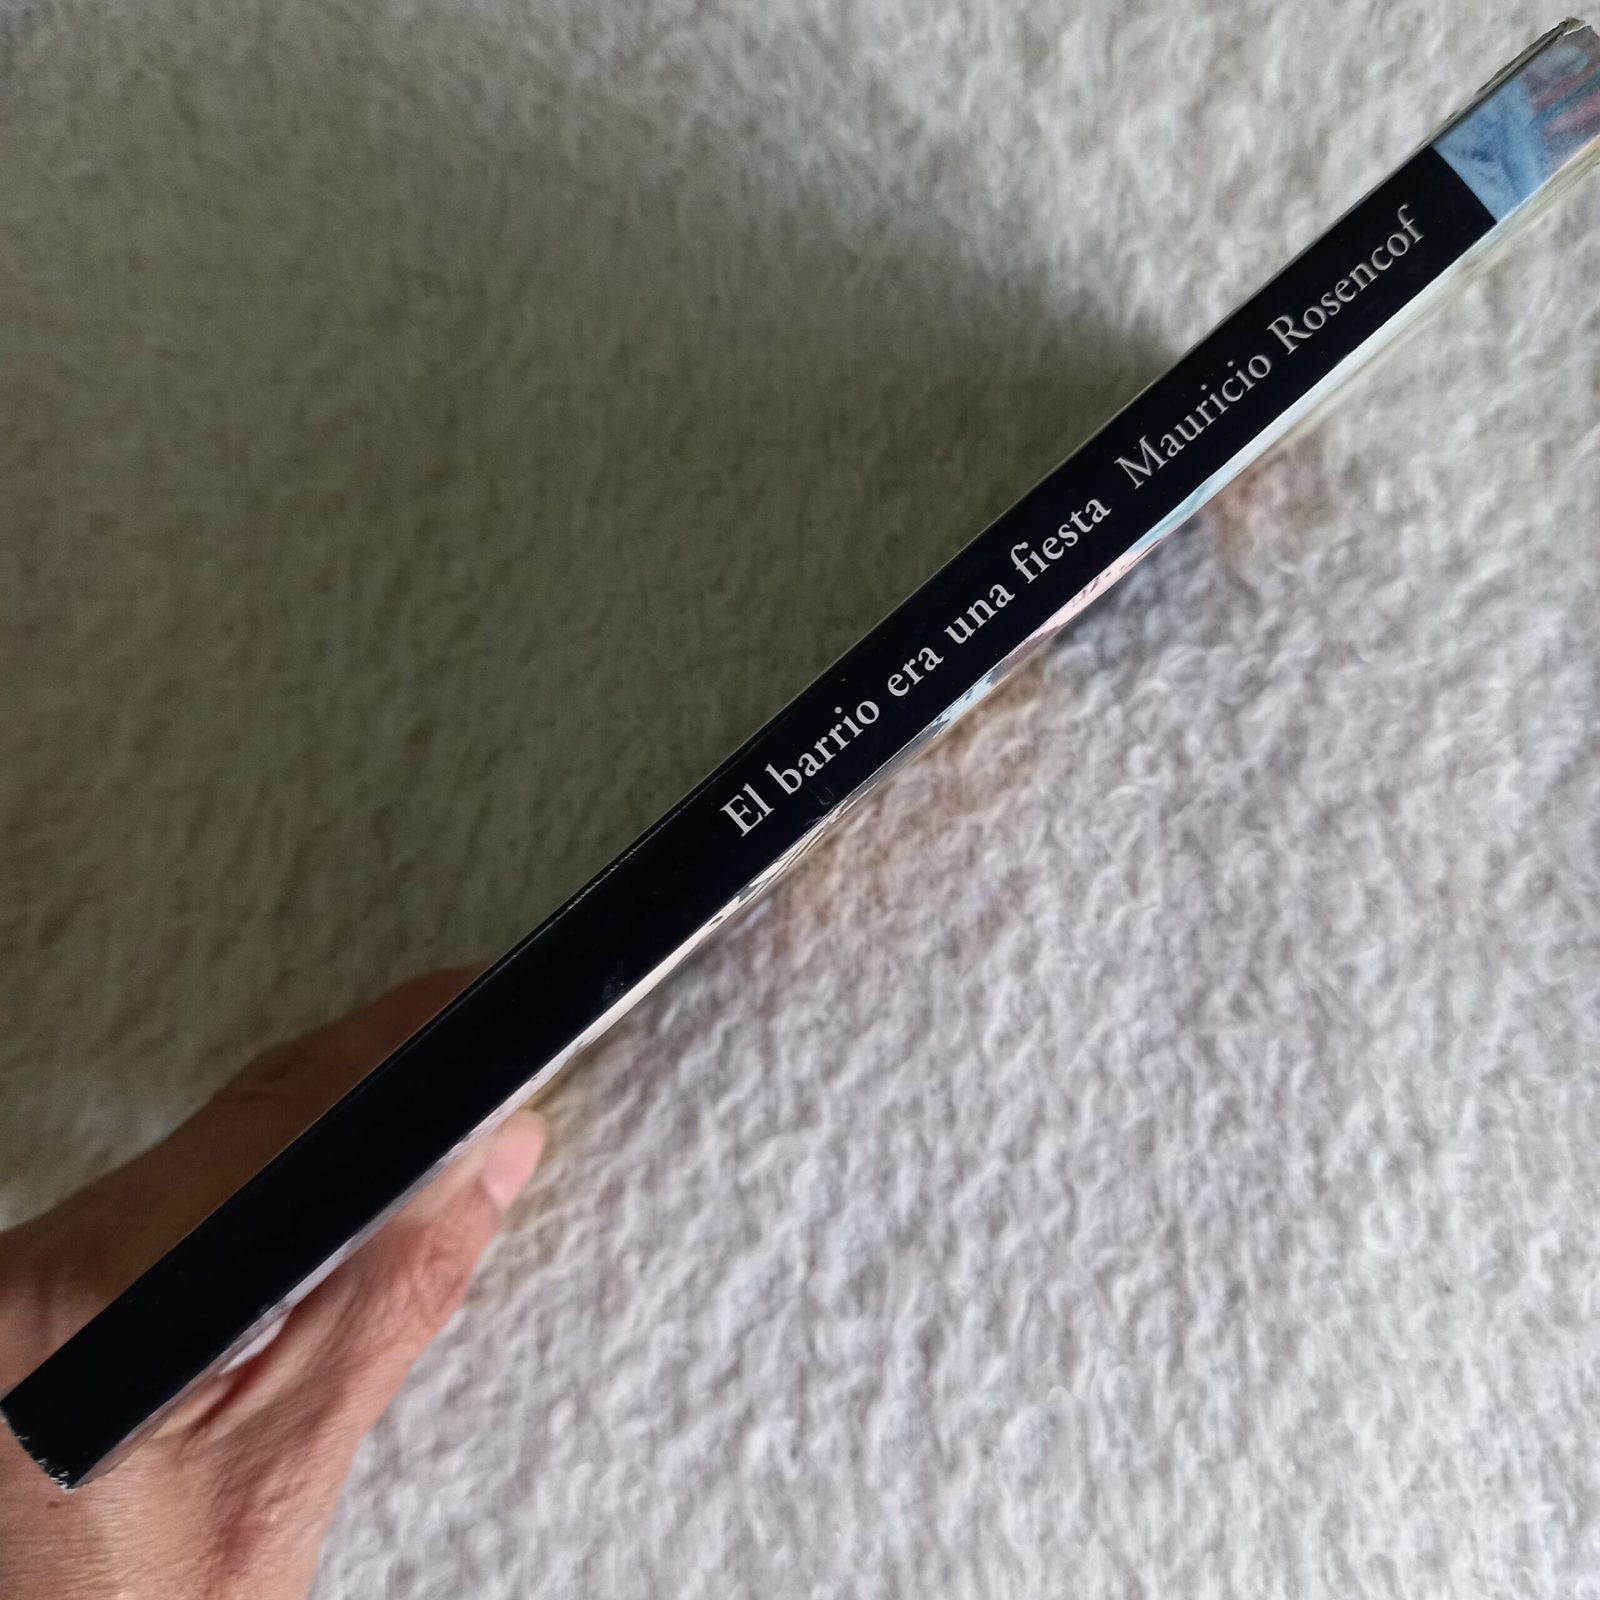 El barrio era una fiesta Mauricio Rosencof